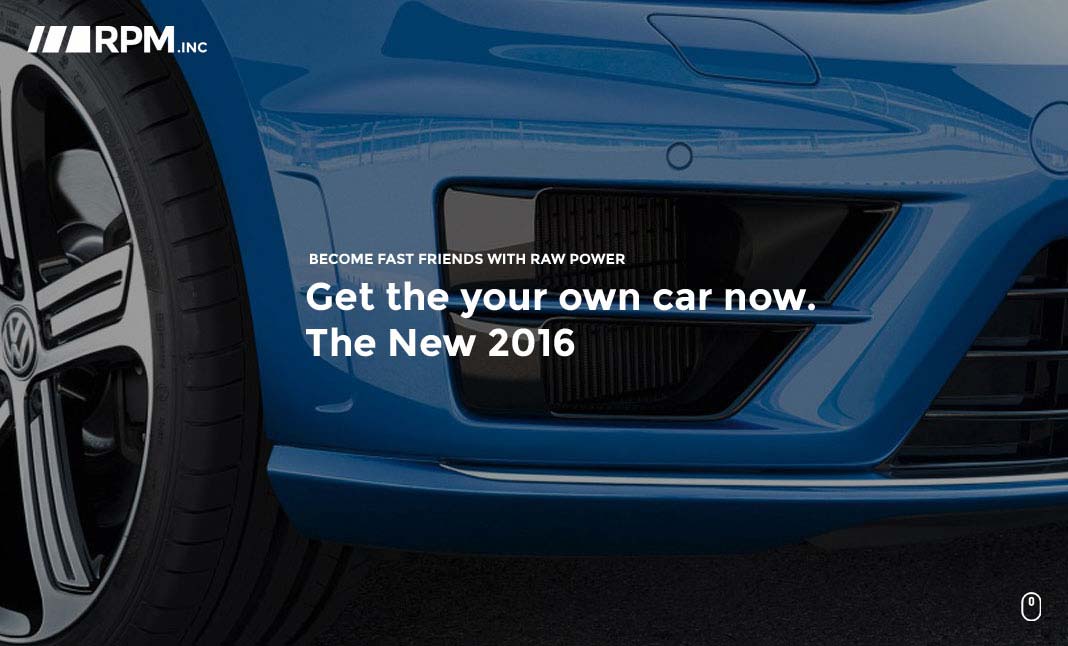 RPM.INC
BECOME FAST FRIENDS WITH RAW POWER
Get the your own car now.
The New 2016